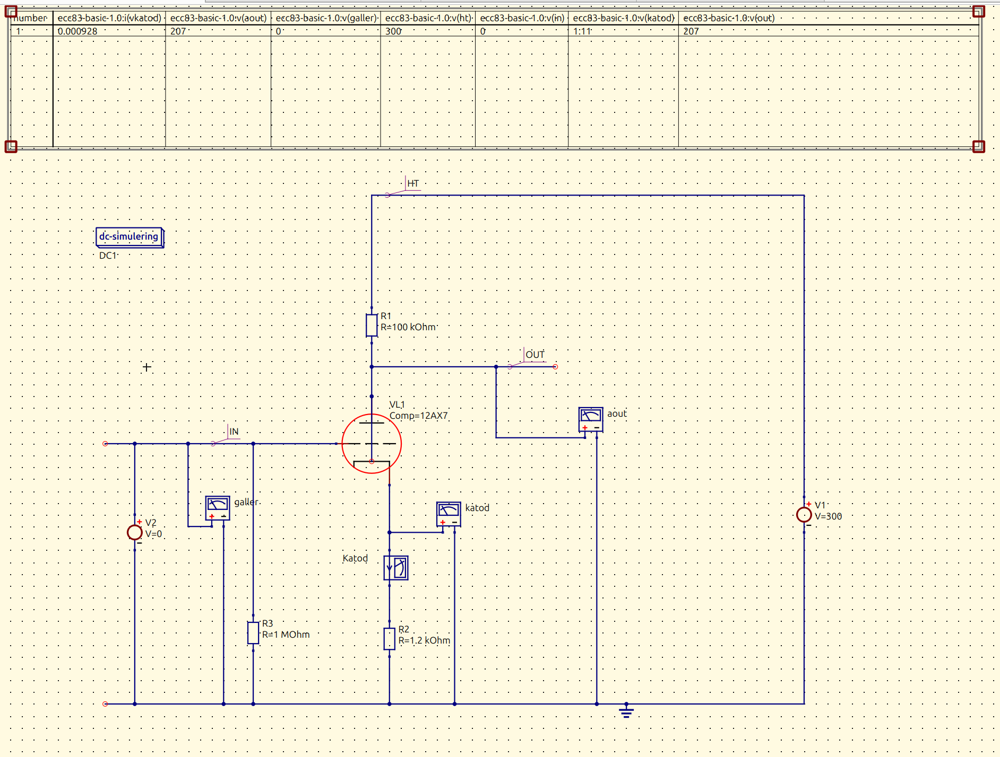 number ecc83-basic-1.0:i(vkatod) ecc83-basic-1.0:v(aout) ecc83-basic-1.0:v(galler) ecc83-basic-1.0:v(ht) ecc83-basic-1.0:v(in) ecc83-basic-1.0:v(katod) ecc83-basic-1.0:v(out)
1 0.000928 207 0 300 0 1.11 207
HT
dc-simulering
DC1
R1
R=100 kOhm
OUT
VL1
Comp=12AX7
aout
+ −
IN
galler
+ −
katod
+ −
V2
V=0
+
−
V1
V=300
+
−
Katod
R3
R=1 MOhm
R2
R=1.2 kOhm